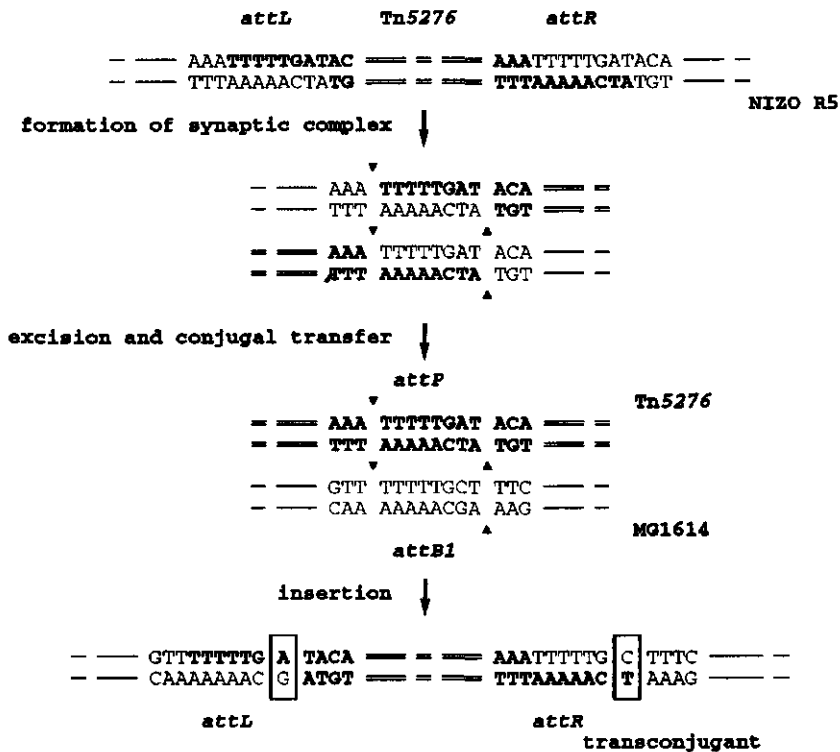 attL Tn5276 attR
AAATTTTTGATAC AAATTTTTGATACA
TTTAAAAACTATG TTTAAAAACTATGT
NIZO R5
formation of synaptic complex
AAA TTTTTGAT ACA
TTT AAAAACTA TGT
AAA TTTTTGAT ACA
TTT AAAAACTA TGT
excision and conjugal transfer
attP
Tn5276
AAA TTTTTGAT ACA
TTT AAAAACTA TGT
GTT TTTTTGCT TTC
CAA AAAAACGA AAG
MG1614
attB1
insertion
GTTTTTTTG A TACA AAATTTTTG C TTTC
CAAAAAAAC G ATGT TTTAAAAAC T AAAG
attL attR
transconjugant